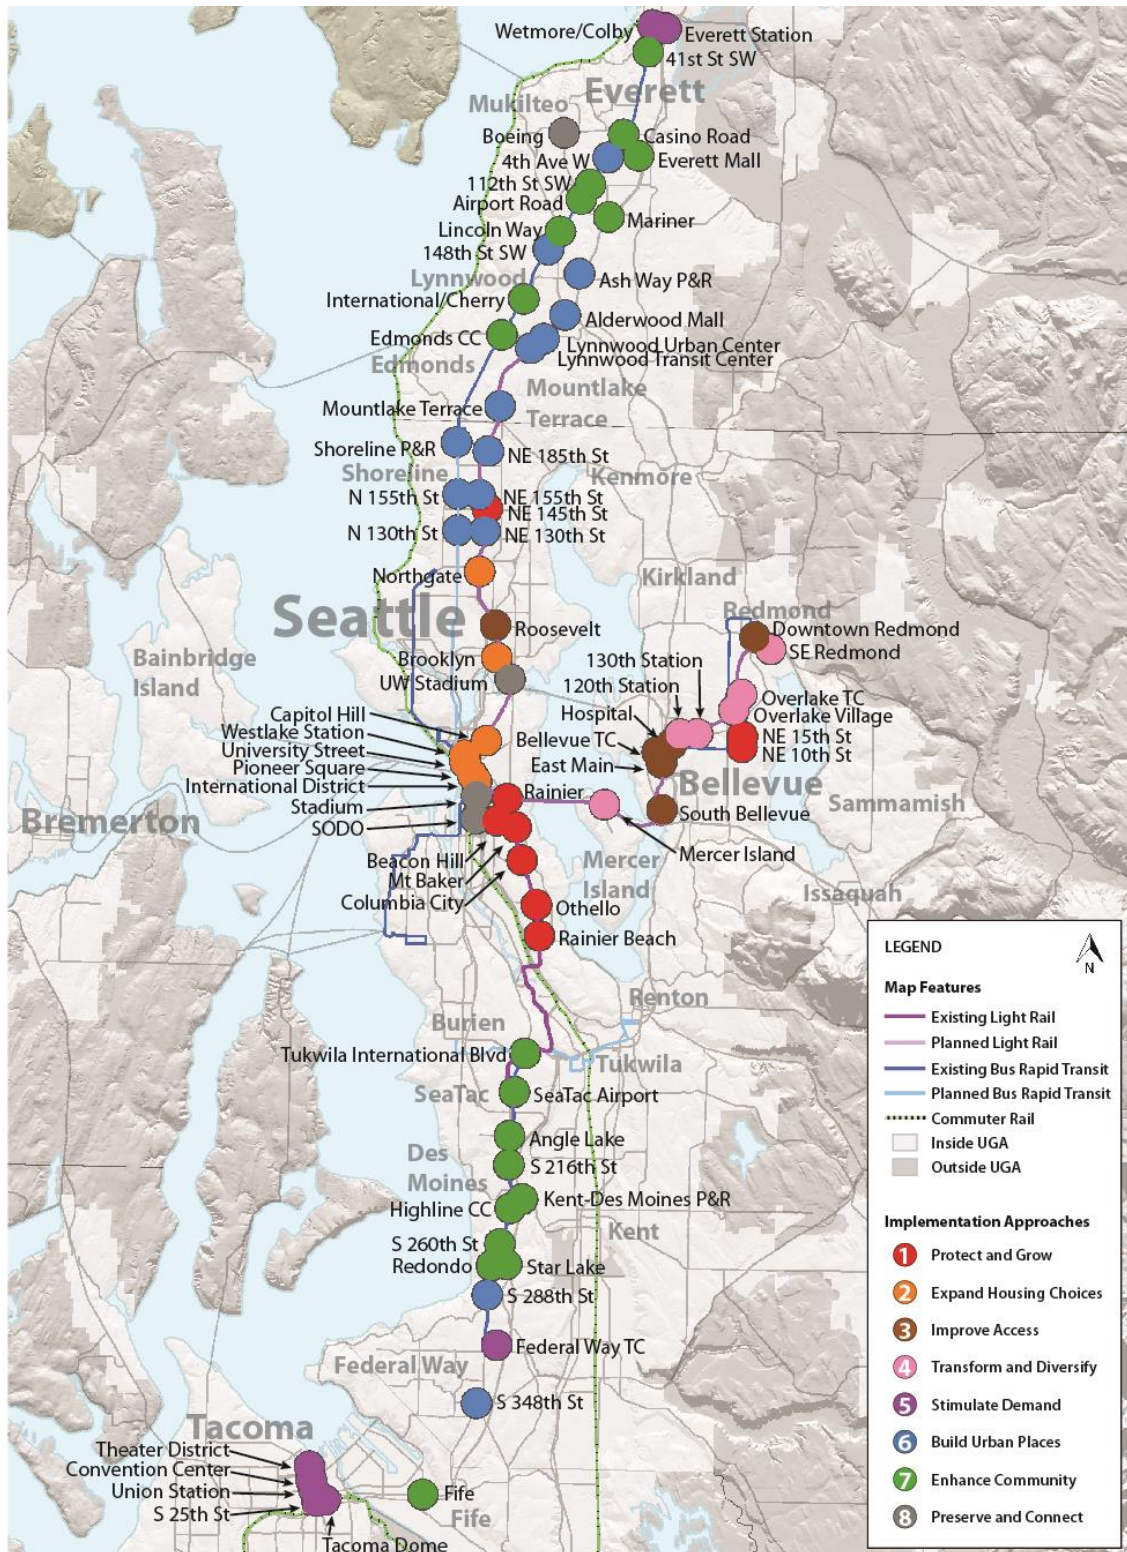 Wetmore/Colby
Everett Station
41st St SW
Everett
Mukilteo
Boeing
Casino Road
4th Ave W
Everett Mall
112th St SW
Airport Road
Mariner
Lincoln Way
148th St SW
Lynnwood
Ash Way P&R
International/Cherry
Alderwood Mall
Edmonds CC
Lynnwood Urban Center
Lynnwood Transit Center
Edmonds
Mountlake
Terrace
Mountlake Terrace
Shoreline P&R
NE 185th St
Shoreline
Kenmore
N 155th St
NE 155th St
NE 145th St
N 130th St
NE 130th St
Northgate
Kirkland
Seattle
Redmond
Roosevelt
Downtown Redmond
SE Redmond
Bainbridge
Island
Brooklyn
130th Station
UW Stadium
120th Station
Overlake TC
Capitol Hill
Hospital
Overlake Village
Westlake Station
NE 15th St
University Street
Bellevue TC
NE 10th St
Pioneer Square
East Main
International District
Bellevue
Rainier
Stadium
Sammamish
South Bellevue
Bremerton
SODO
Mercer Island
Beacon Hill
Mercer
Island
Mt Baker
Columbia City
Issaquah
Othello
Rainier Beach
Renton
Burien
Tukwila International Blvd
Tukwila
SeaTac
SeaTac Airport
Angle Lake
Des
Moines
S 216th St
Kent-Des Moines P&R
Highline CC
Kent
S 260th St
Redondo
Star Lake
S 288th St
Federal Way TC
Federal Way
S 348th St
Tacoma
Theater District
Convention Center
Union Station
S 25th St
Fife
Fife
Tacoma Dome
LEGEND
N
Map Features
Existing Light Rail
Planned Light Rail
Existing Bus Rapid Transit
Planned Bus Rapid Transit
Commuter Rail
Inside UGA
Outside UGA
Implementation Approaches
1 Protect and Grow
2 Expand Housing Choices
3 Improve Access
4 Transform and Diversify
5 Stimulate Demand
6 Build Urban Places
7 Enhance Community
8 Preserve and Connect